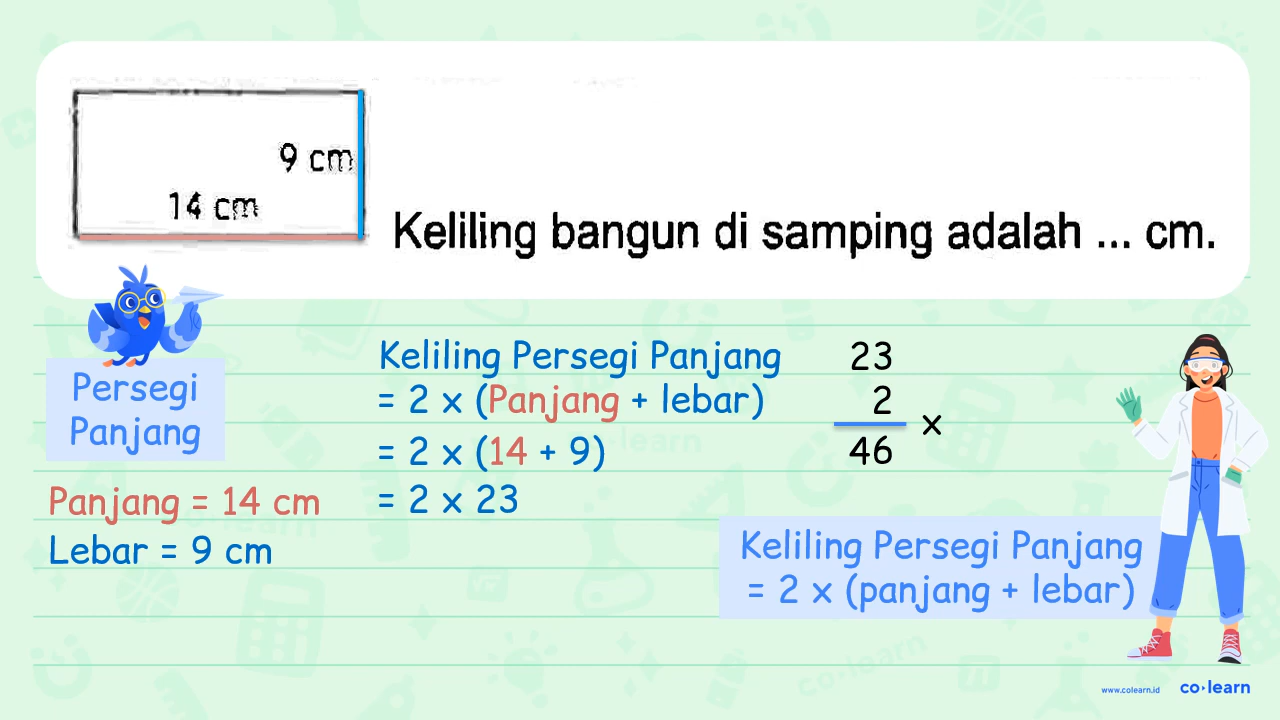 9 cm
14 cm
Keliling bangun di samping adalah ... cm.
Persegi
Panjang
Panjang = 14 cm
Lebar = 9 cm
Keliling Persegi Panjang
= 2 x (Panjang + lebar)
= 2 x (14 + 9)
= 2 x 23
23
2
x
46
Keliling Persegi Panjang
= 2 x (panjang + lebar)
www.colearn.id
co·learn